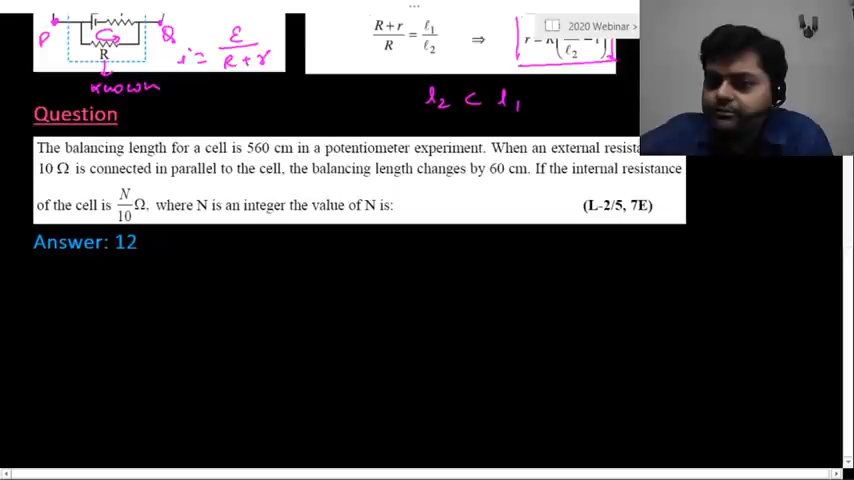 2020 Webinar >
P
Q
R
known
i = ε / R + r
R + r / R = ℓ₁ / ℓ₂ ⇒
ℓ₂ < ℓ₁
Question
The balancing length for a cell is 560 cm in a potentiometer experiment. When an external
10 Ω is connected in parallel to the cell, the balancing length changes by 60 cm. If the internal resistance
of the cell is N/10 Ω, where N is an integer the value of N is: (L-2/5, 7E)
Answer: 12